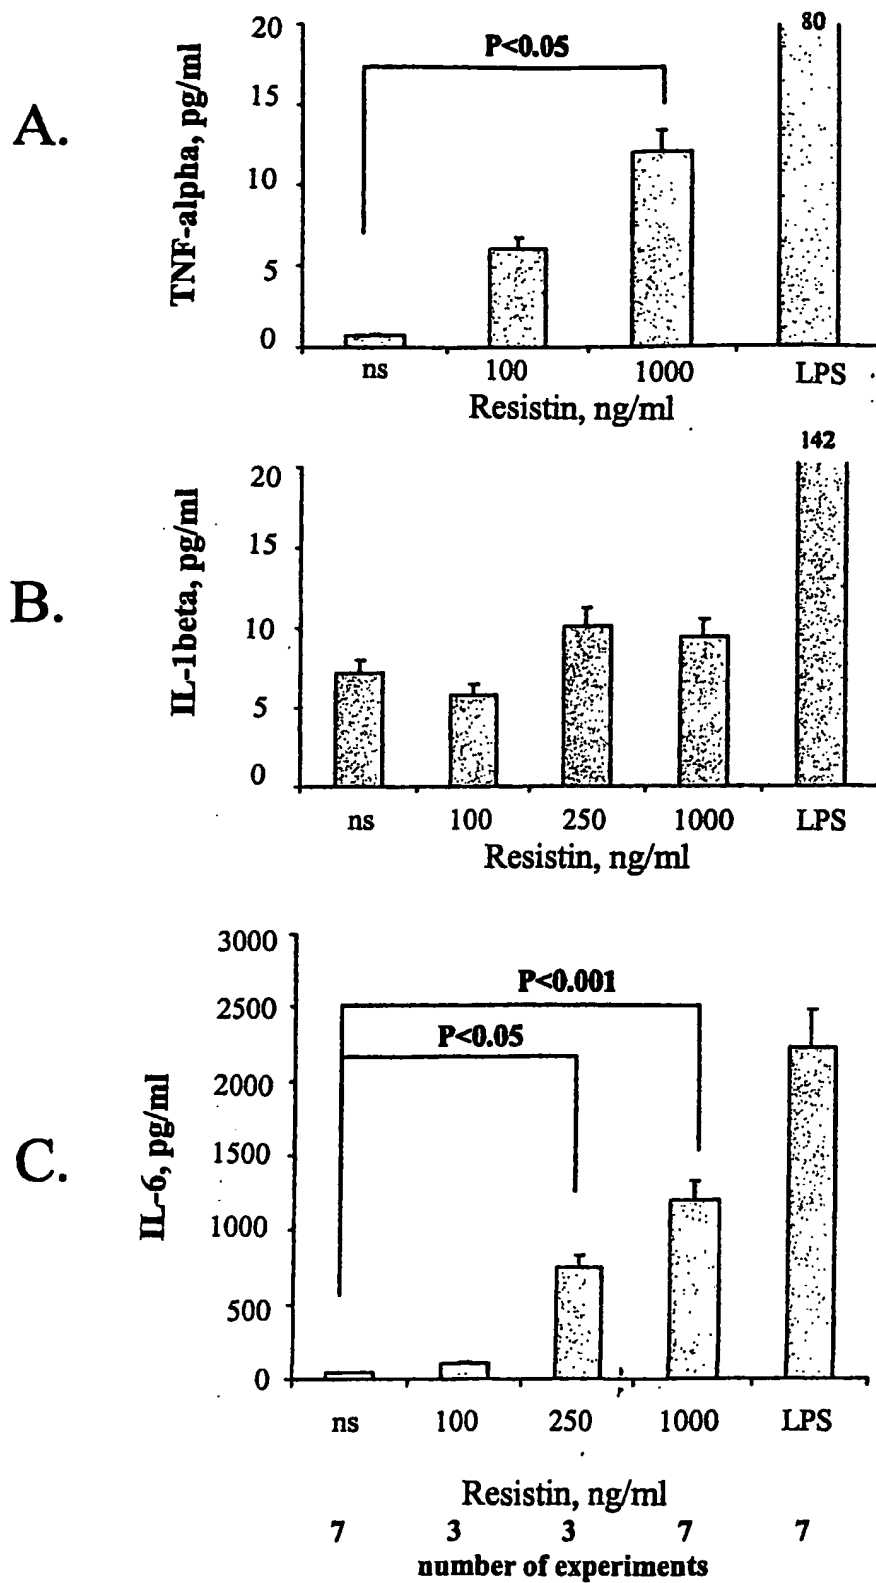 A.
TNF-alpha, pg/ml
20
15
10
5
0
P<0.05
80
ns 100 1000 LPS
Resistin, ng/ml
B.
IL-1beta, pg/ml
20
15
10
5
0
142
ns 100 250 1000 LPS
Resistin, ng/ml
C.
IL-6, pg/ml
3000
2500
2000
1500
1000
500
0
P<0.001
P<0.05
ns 100 250 1000 LPS
Resistin, ng/ml
7 3 3 7 7
number of experiments